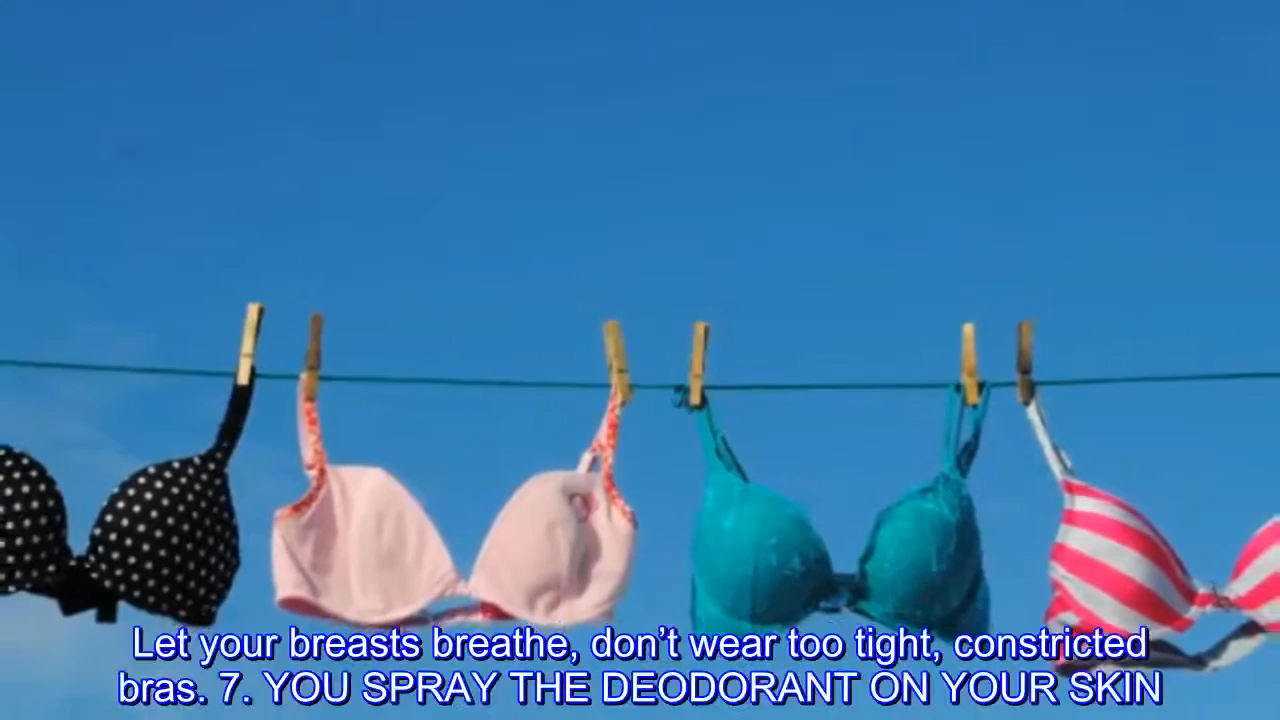 Let your breasts breathe, don’t wear too tight, constricted
bras. 7. YOU SPRAY THE DEODORANT ON YOUR SKIN